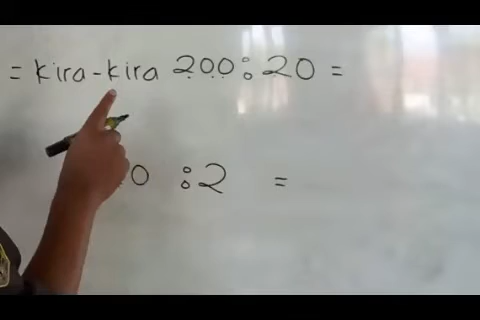 = kira-kira 200 : 20 =
0 : 2 =